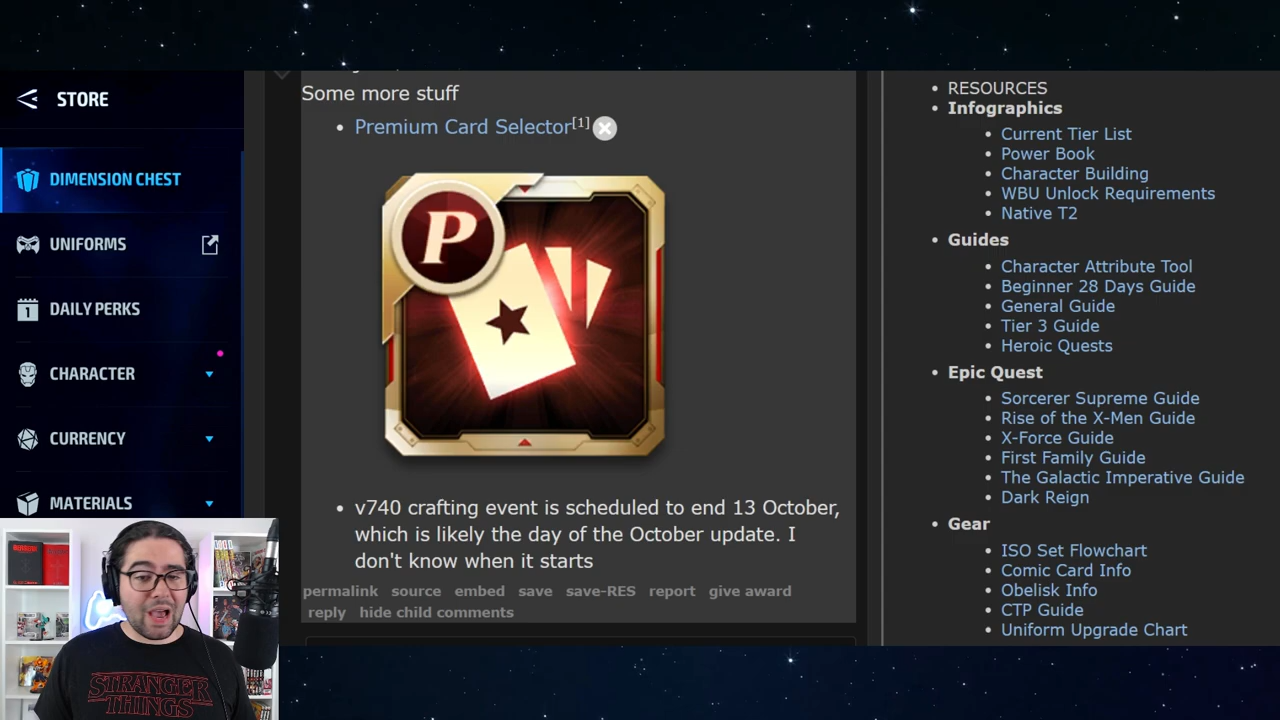 STORE
DIMENSION CHEST
UNIFORMS
1
DAILY PERKS
CHARACTER
CURRENCY
MATERIALS
Some more stuff
Premium Card Selector[1]
P
v740 crafting event is scheduled to end 13 October,
which is likely the day of the October update. I
don't know when it starts
permalink source embed save save-RES report give award
reply hide child comments
RESOURCES
Infographics
Current Tier List
Power Book
Character Building
WBU Unlock Requirements
Native T2
Guides
Character Attribute Tool
Beginner 28 Days Guide
General Guide
Tier 3 Guide
Heroic Quests
Epic Quest
Sorcerer Supreme Guide
Rise of the X-Men Guide
X-Force Guide
First Family Guide
The Galactic Imperative Guide
Dark Reign
Gear
ISO Set Flowchart
Comic Card Info
Obelisk Info
CTP Guide
Uniform Upgrade Chart
STRANGER
THINGS